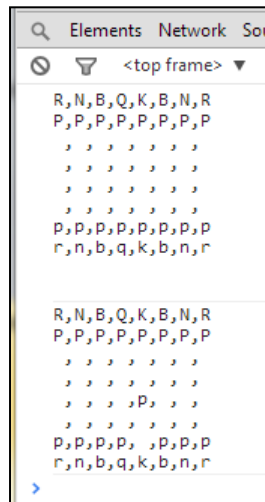 Elements Network Sou
<top frame> ▼
R,N,B,Q,K,B,N,R
P,P,P,P,P,P,P,P
 , , , , , , , 
 , , , , , , , 
 , , , , , , , 
 , , , , , , , 
p,p,p,p,p,p,p,p
r,n,b,q,k,b,n,r
R,N,B,Q,K,B,N,R
P,P,P,P,P,P,P,P
 , , , , , , , 
 , , , , , , , 
 , , , ,p, , , 
 , , , , , , , 
p,p,p,p, ,p,p,p
r,n,b,q,k,b,n,r
>